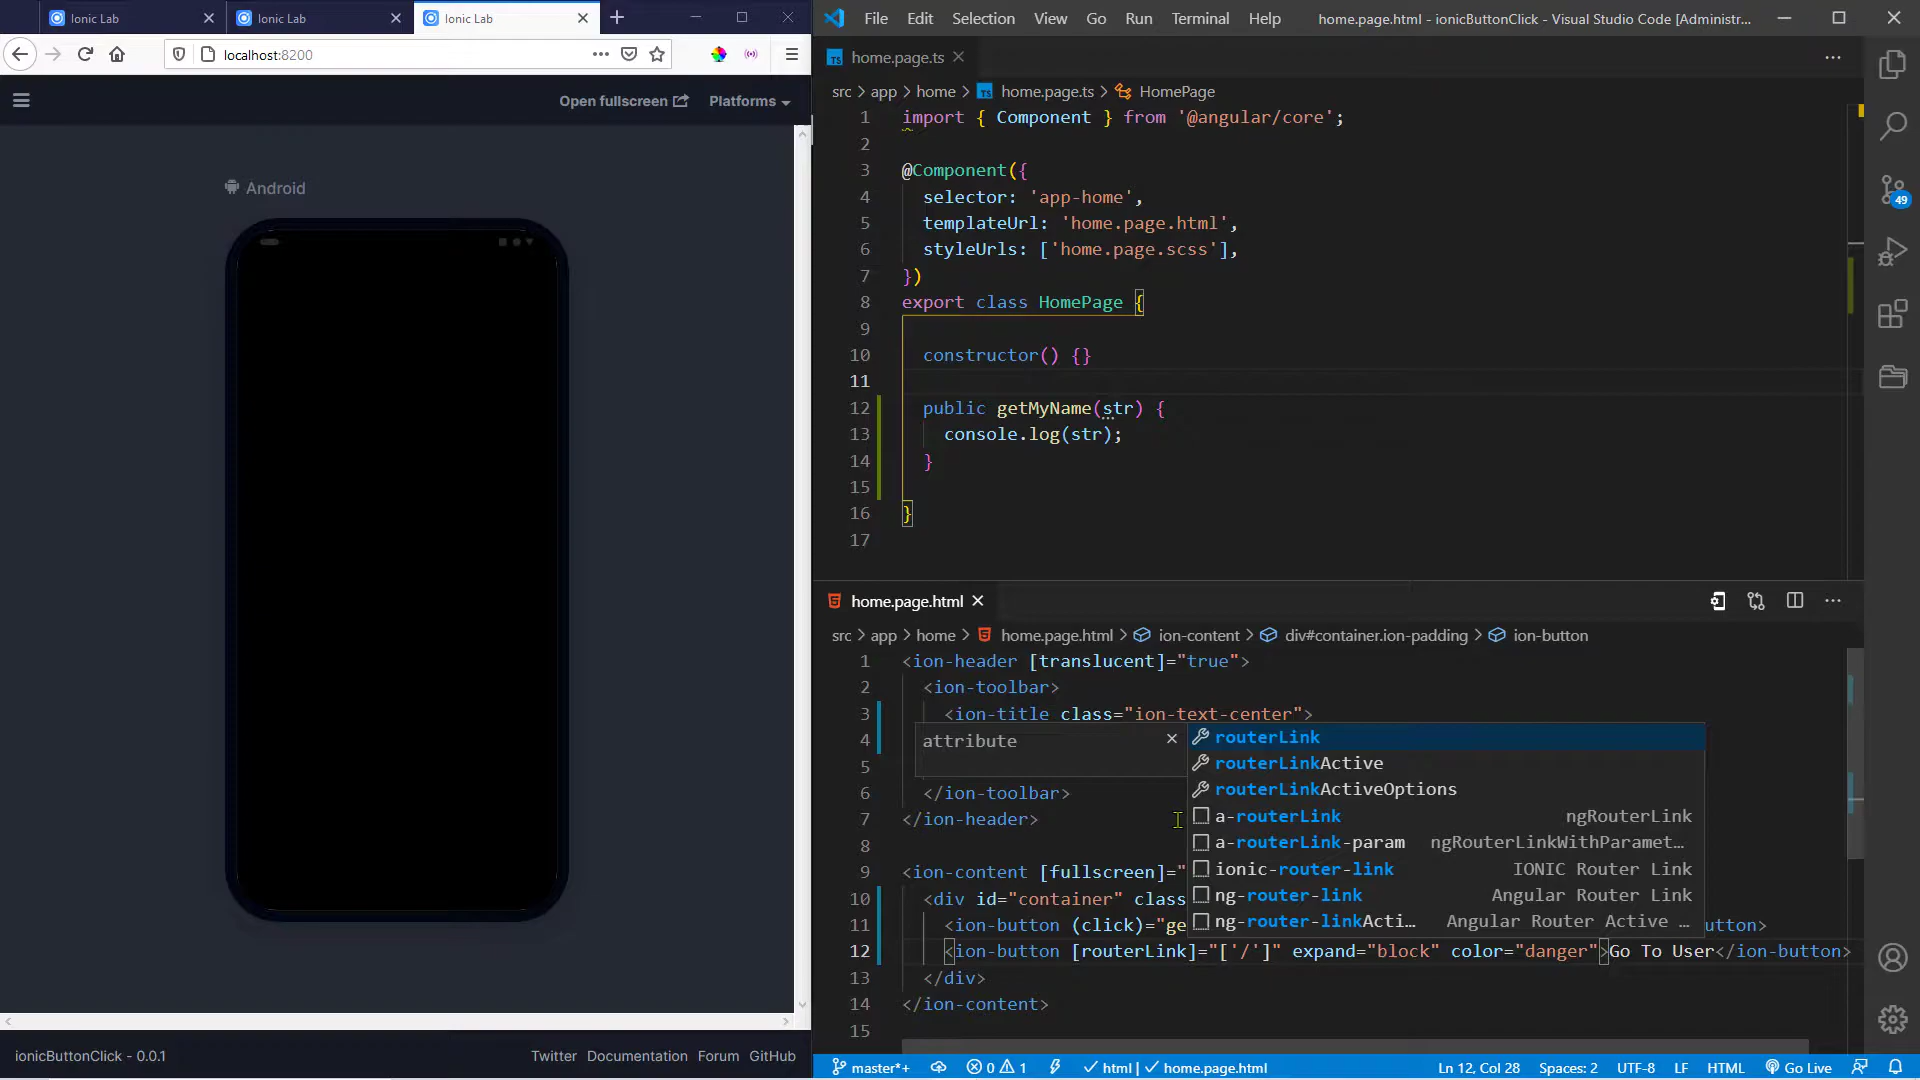 Ionic Lab
Ionic Lab
Ionic Lab
localhost:8200
Open fullscreen
Platforms
Android
ionicButtonClick - 0.0.1
Twitter Documentation Forum GitHub
File Edit Selection View Go Run Terminal Help
home.page.html - ionicButtonClick - Visual Studio Code [Administr...
home.page.ts
src > app > home > home.page.ts > HomePage
1 import { Component } from '@angular/core';
2
3 @Component({
4 selector: 'app-home',
5 templateUrl: 'home.page.html',
6 styleUrls: ['home.page.scss'],
7 })
8 export class HomePage {
9
10 constructor() {}
11
12 public getMyName(str) {
13 console.log(str);
14 }
15
16 }
17
49
home.page.html
src > app > home > home.page.html > ion-content > div#container.ion-padding > ion-button
1 <ion-header [translucent]="true">
2 <ion-toolbar>
3 <ion-title class="ion-text-center">
4
5
6 </ion-toolbar>
7 </ion-header>
8
9 <ion-content [fullscreen]="
10 <div id="container" class
11 <ion-button (click)="ge
utton>
12 <ion-button [routerLink]="['/']" expand="block" color="danger">Go To User</ion-button>
13 </div>
14 </ion-content>
15
attribute
routerLink
routerLinkActive
routerLinkActiveOptions
a-routerLink ngRouterLink
a-routerLink-param ngRouterLinkWithParamet…
ionic-router-link IONIC Router Link
ng-router-link Angular Router Link
ng-router-linkActi… Angular Router Active …
master*+ 0 1 html | home.page.html
Ln 12, Col 28 Spaces: 2 UTF-8 LF HTML Go Live